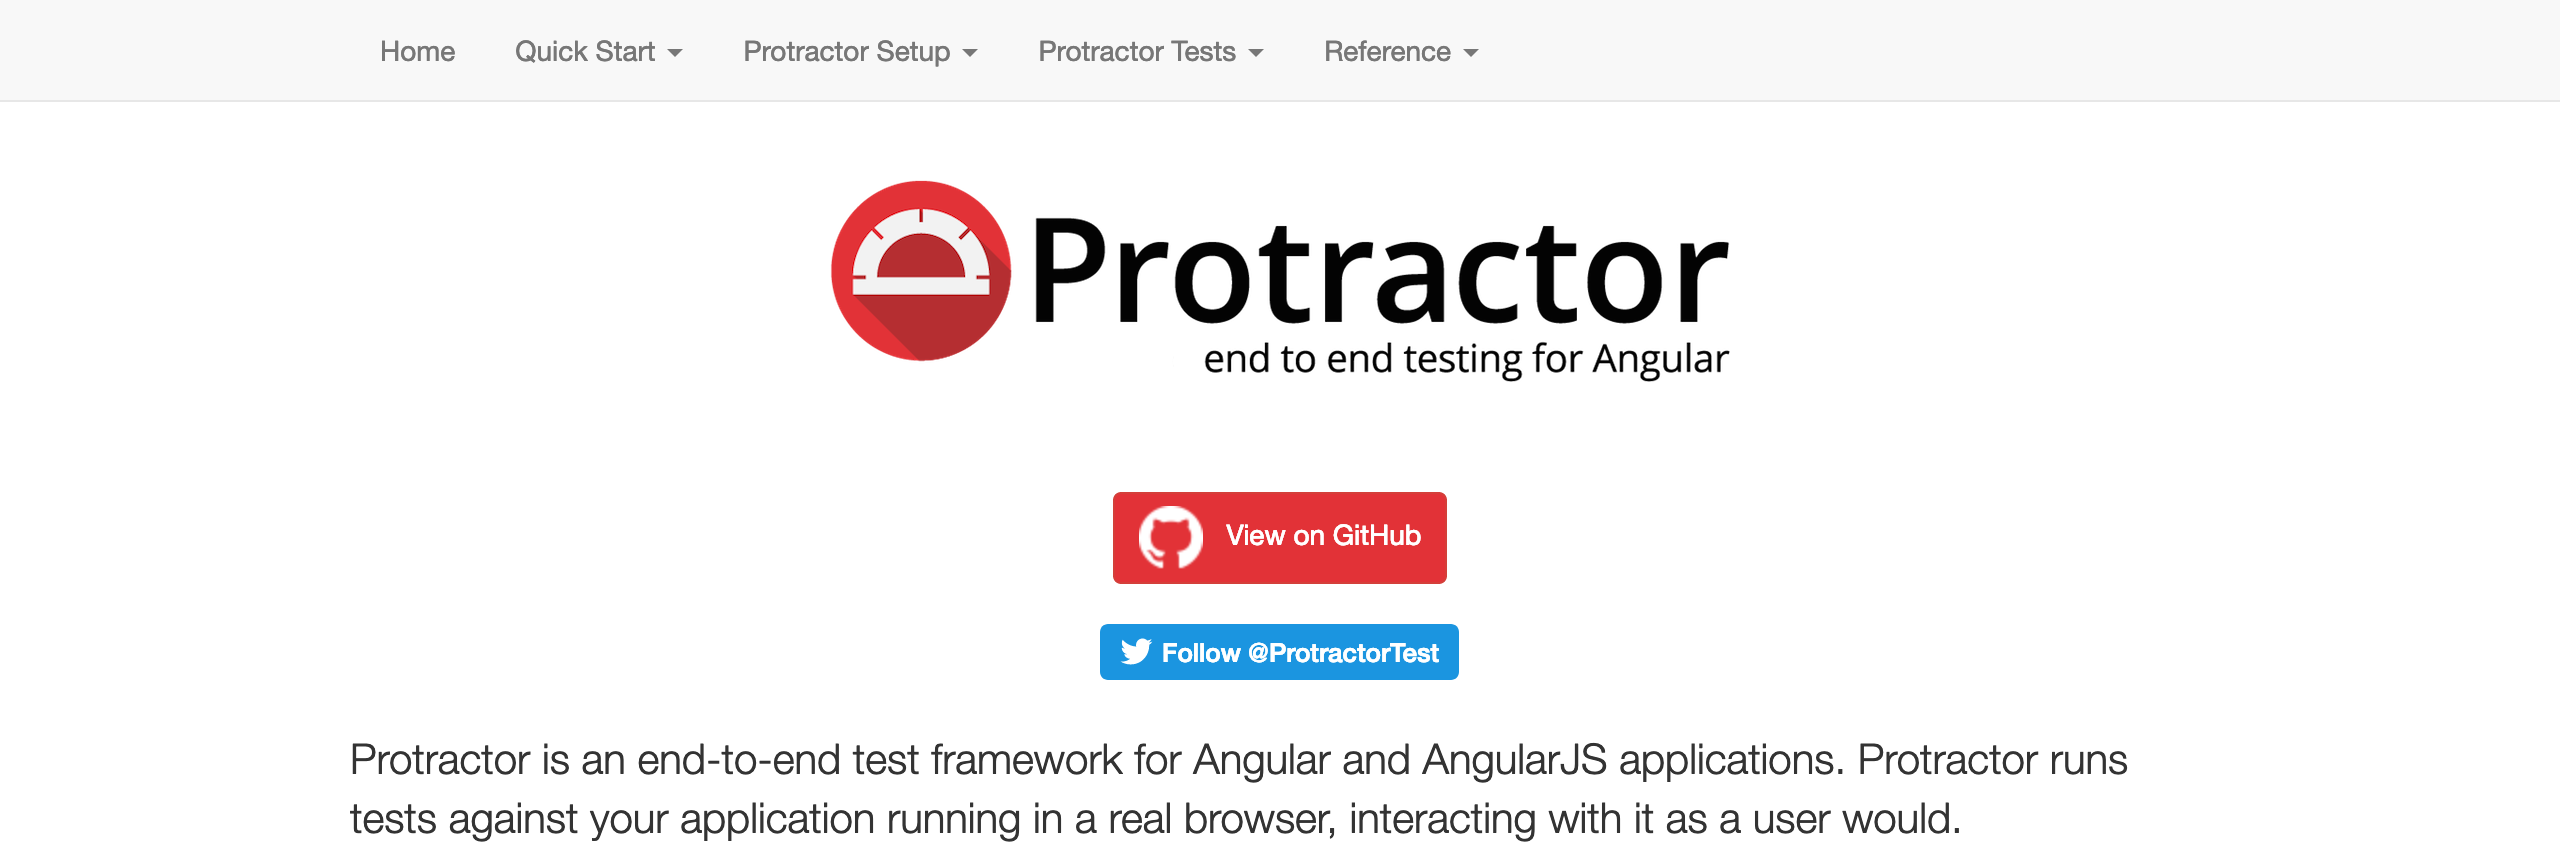 Home Quick Start Protractor Setup Protractor Tests Reference
Protractor
end to end testing for Angular
View on GitHub
Follow @ProtractorTest
Protractor is an end-to-end test framework for Angular and AngularJS applications. Protractor runs
tests against your application running in a real browser, interacting with it as a user would.